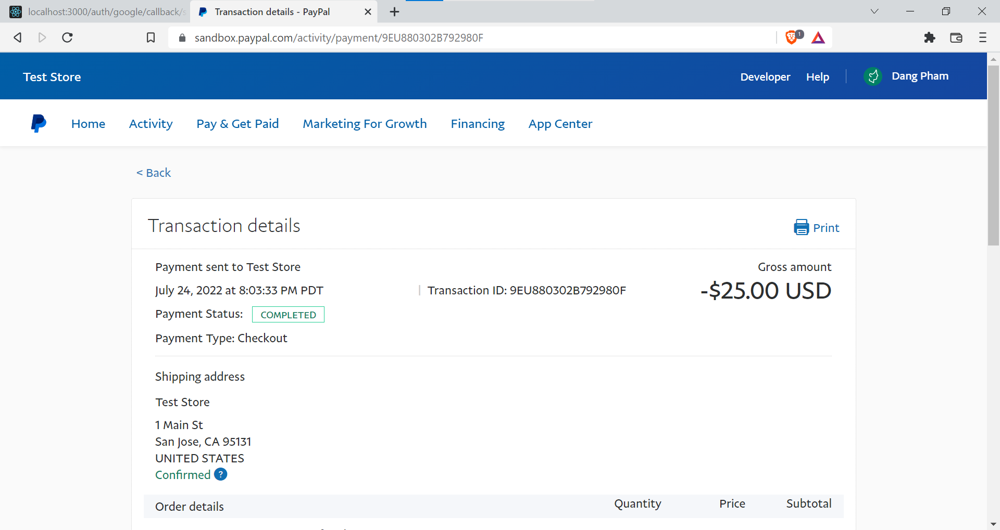 localhost:3000/auth/google/callback/s
Transaction details - PayPal
sandbox.paypal.com/activity/payment/9EU880302B792980F
1
Test Store
Developer
Help
Dang Pham
Home
Activity
Pay & Get Paid
Marketing For Growth
Financing
App Center
< Back
Transaction details
Print
Payment sent to Test Store
Gross amount
July 24, 2022 at 8:03:33 PM PDT
Transaction ID: 9EU880302B792980F
-$25.00 USD
Payment Status: COMPLETED
Payment Type: Checkout
Shipping address
Test Store
1 Main St
San Jose, CA 95131
UNITED STATES
Confirmed ?
Order details
Quantity
Price
Subtotal